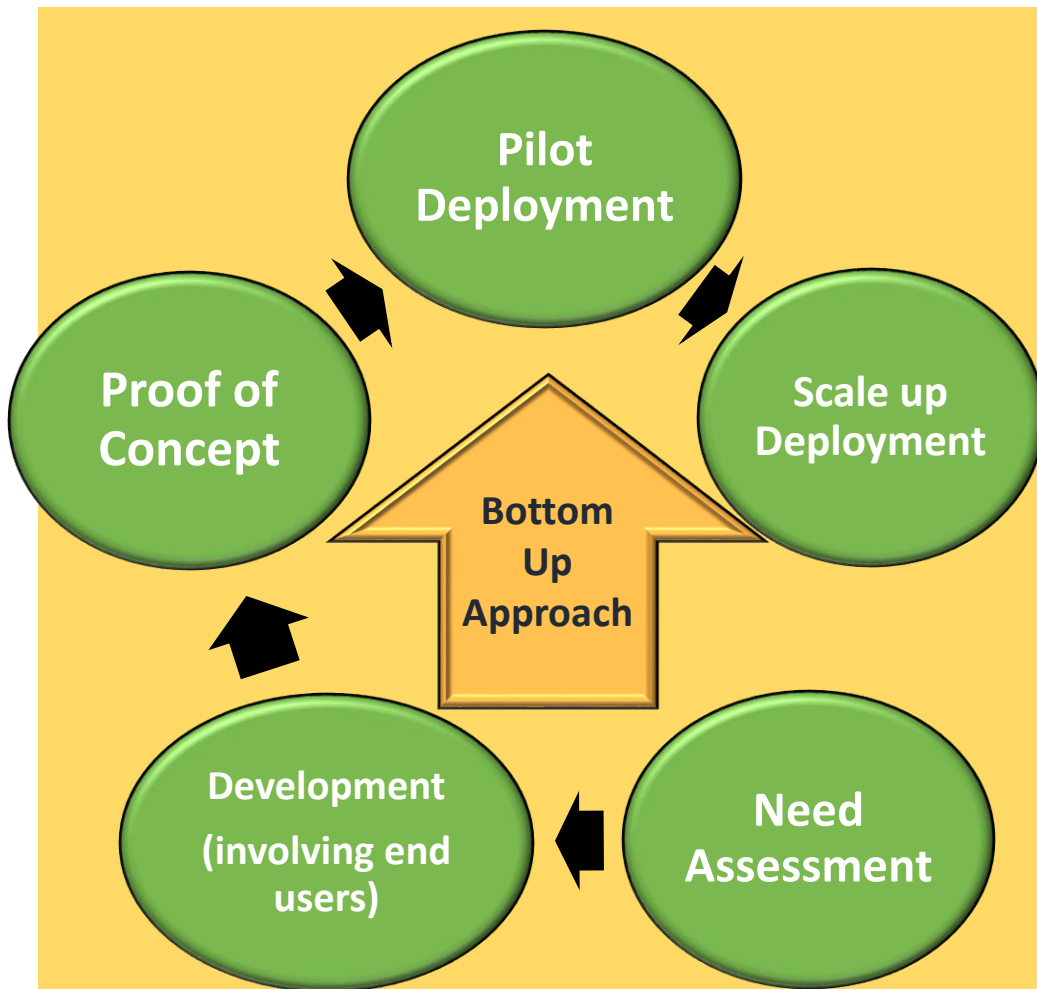 Pilot
Deployment
Proof of
Concept
Scale up
Deployment
Bottom
Up
Approach
Development
(involving end
users)
Need
Assessment